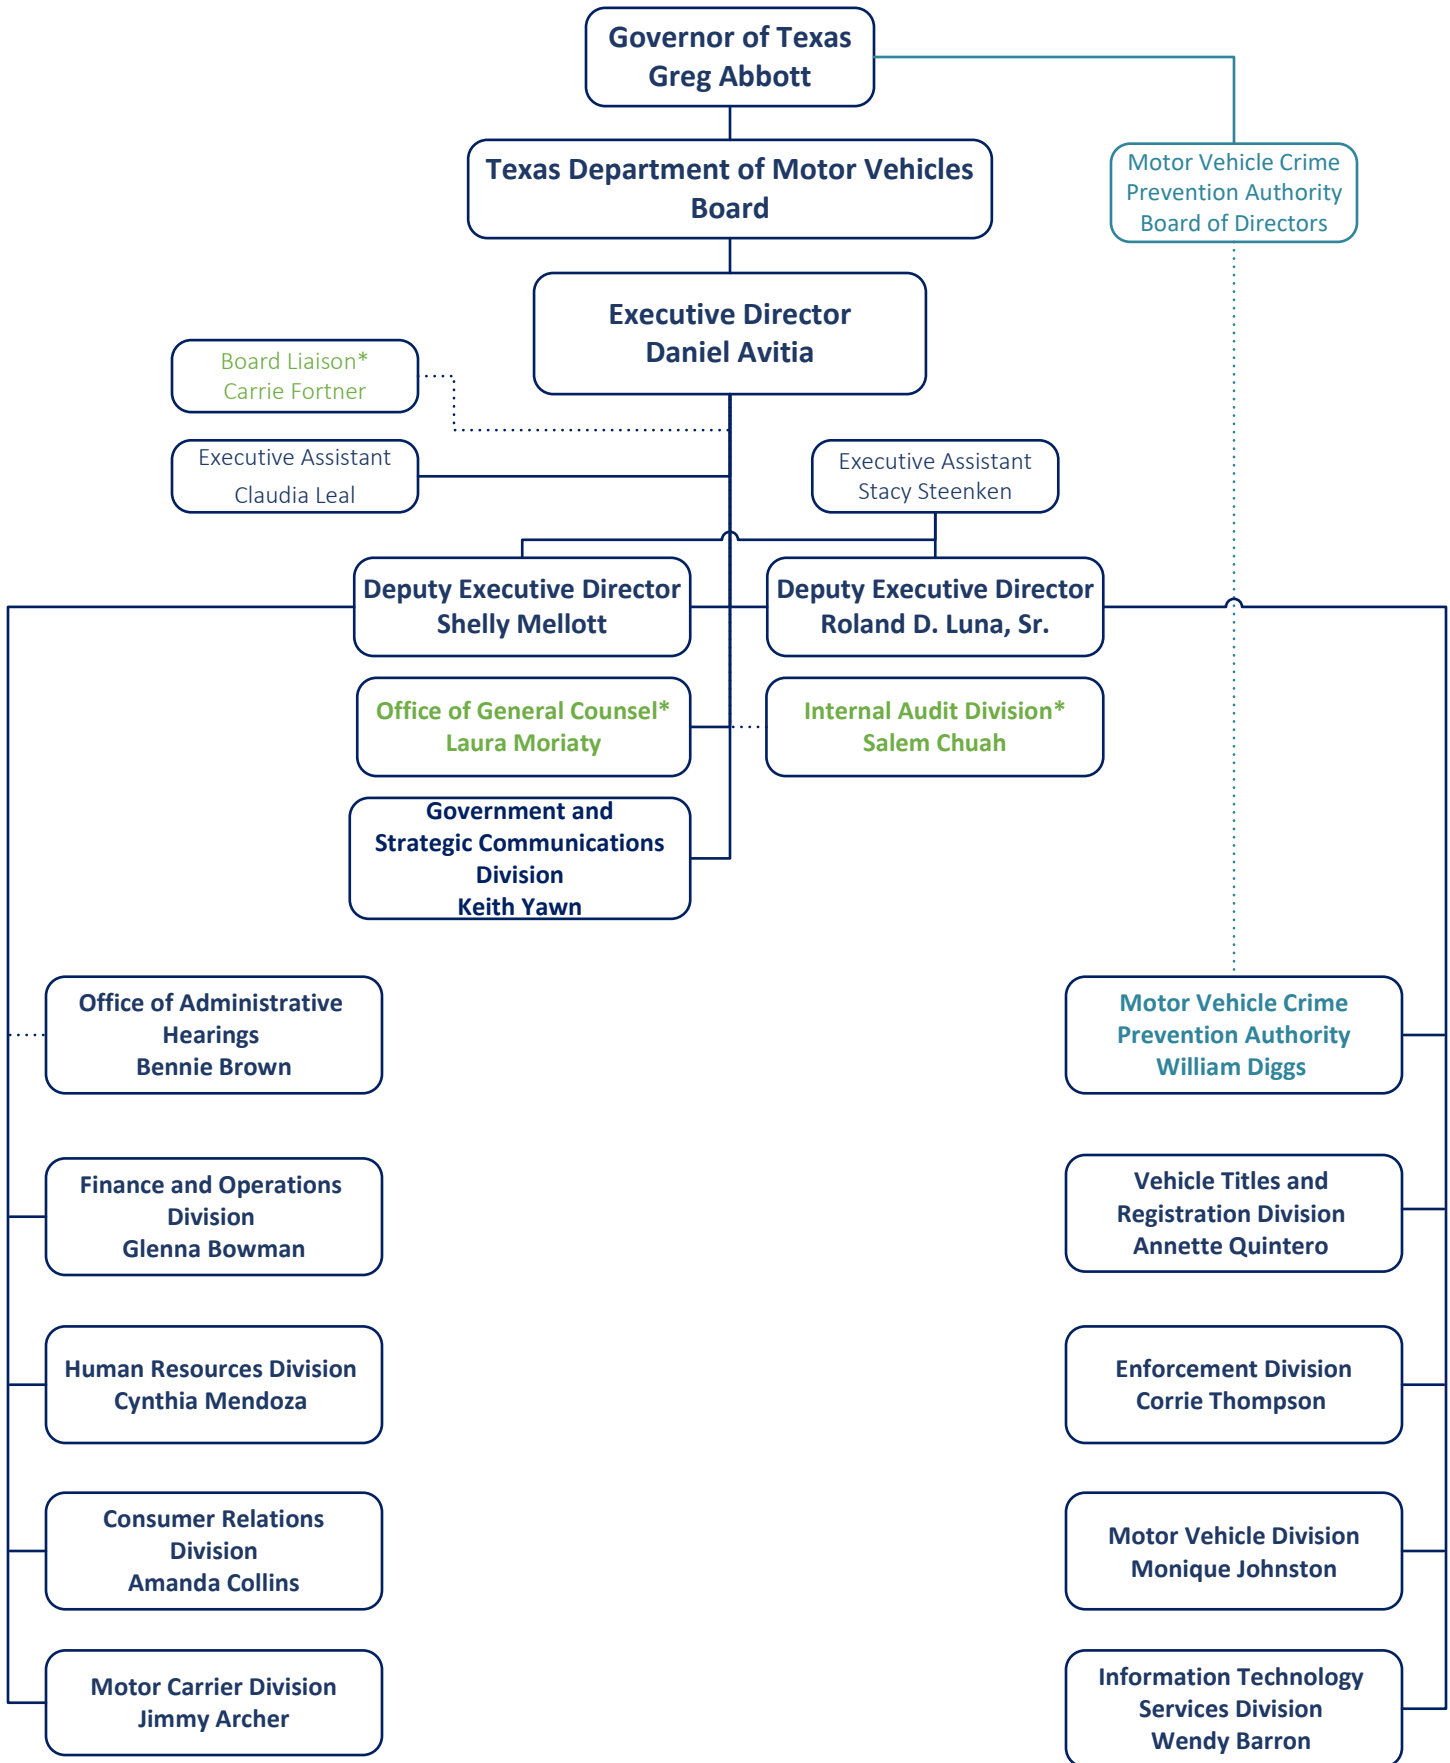 Governor of Texas
Greg Abbott
Texas Department of Motor Vehicles
Board
Motor Vehicle Crime
Prevention Authority
Board of Directors
Executive Director
Daniel Avitia
Board Liaison*
Carrie Fortner
Executive Assistant
Claudia Leal
Executive Assistant
Stacy Steenken
Deputy Executive Director
Shelly Mellott
Deputy Executive Director
Roland D. Luna, Sr.
Office of General Counsel*
Laura Moriaty
Internal Audit Division*
Salem Chuah
Government and
Strategic Communications
Division
Keith Yawn
Office of Administrative
Hearings
Bennie Brown
Motor Vehicle Crime
Prevention Authority
William Diggs
Finance and Operations
Division
Glenna Bowman
Vehicle Titles and
Registration Division
Annette Quintero
Human Resources Division
Cynthia Mendoza
Enforcement Division
Corrie Thompson
Consumer Relations
Division
Amanda Collins
Motor Vehicle Division
Monique Johnston
Motor Carrier Division
Jimmy Archer
Information Technology
Services Division
Wendy Barron